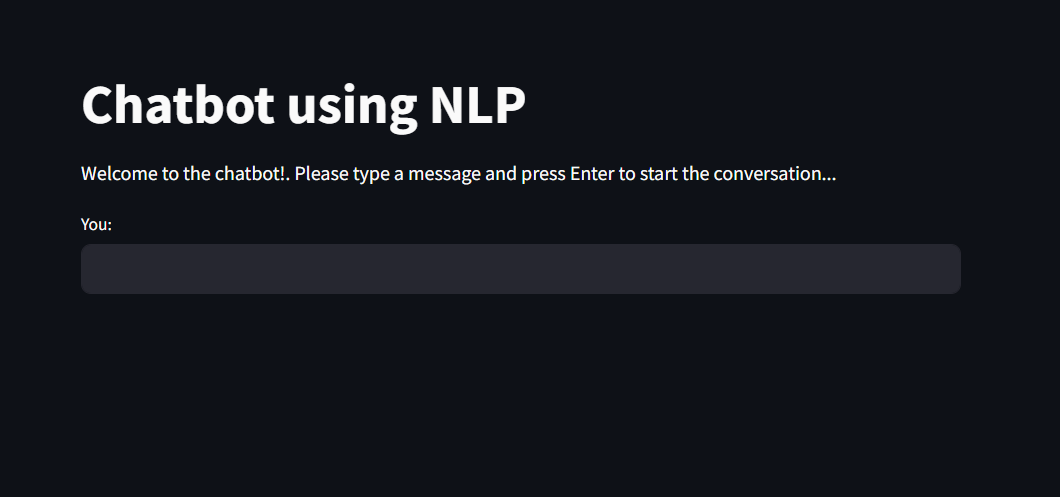 Chatbot using NLP
Welcome to the chatbot!. Please type a message and press Enter to start the conversation...
You: